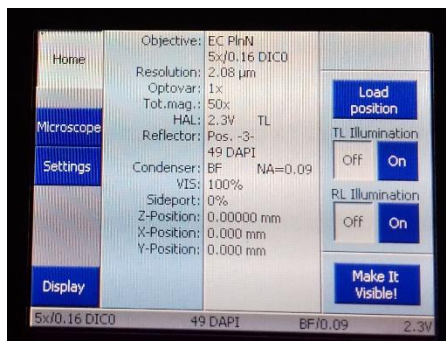 Home
Microscope
Settings
Display
Objective: EC PlnN
5x/0.16 DIC0
Resolution: 2.08 µm
Optovar: 1x
Tot.mag.: 50x
HAL: 2.3V TL
Reflector: Pos. -3-
49 DAPI
Condenser: BF NA=0.09
VIS: 100%
Sideport: 0%
Z-Position: 0.00000 mm
X-Position: 0.000 mm
Y-Position: 0.000 mm
Load
position
TL Illumination
Off On
RL Illumination
Off On
Make It
Visible!
5x/0.16 DIC0 49 DAPI BF/0.09 2.3V